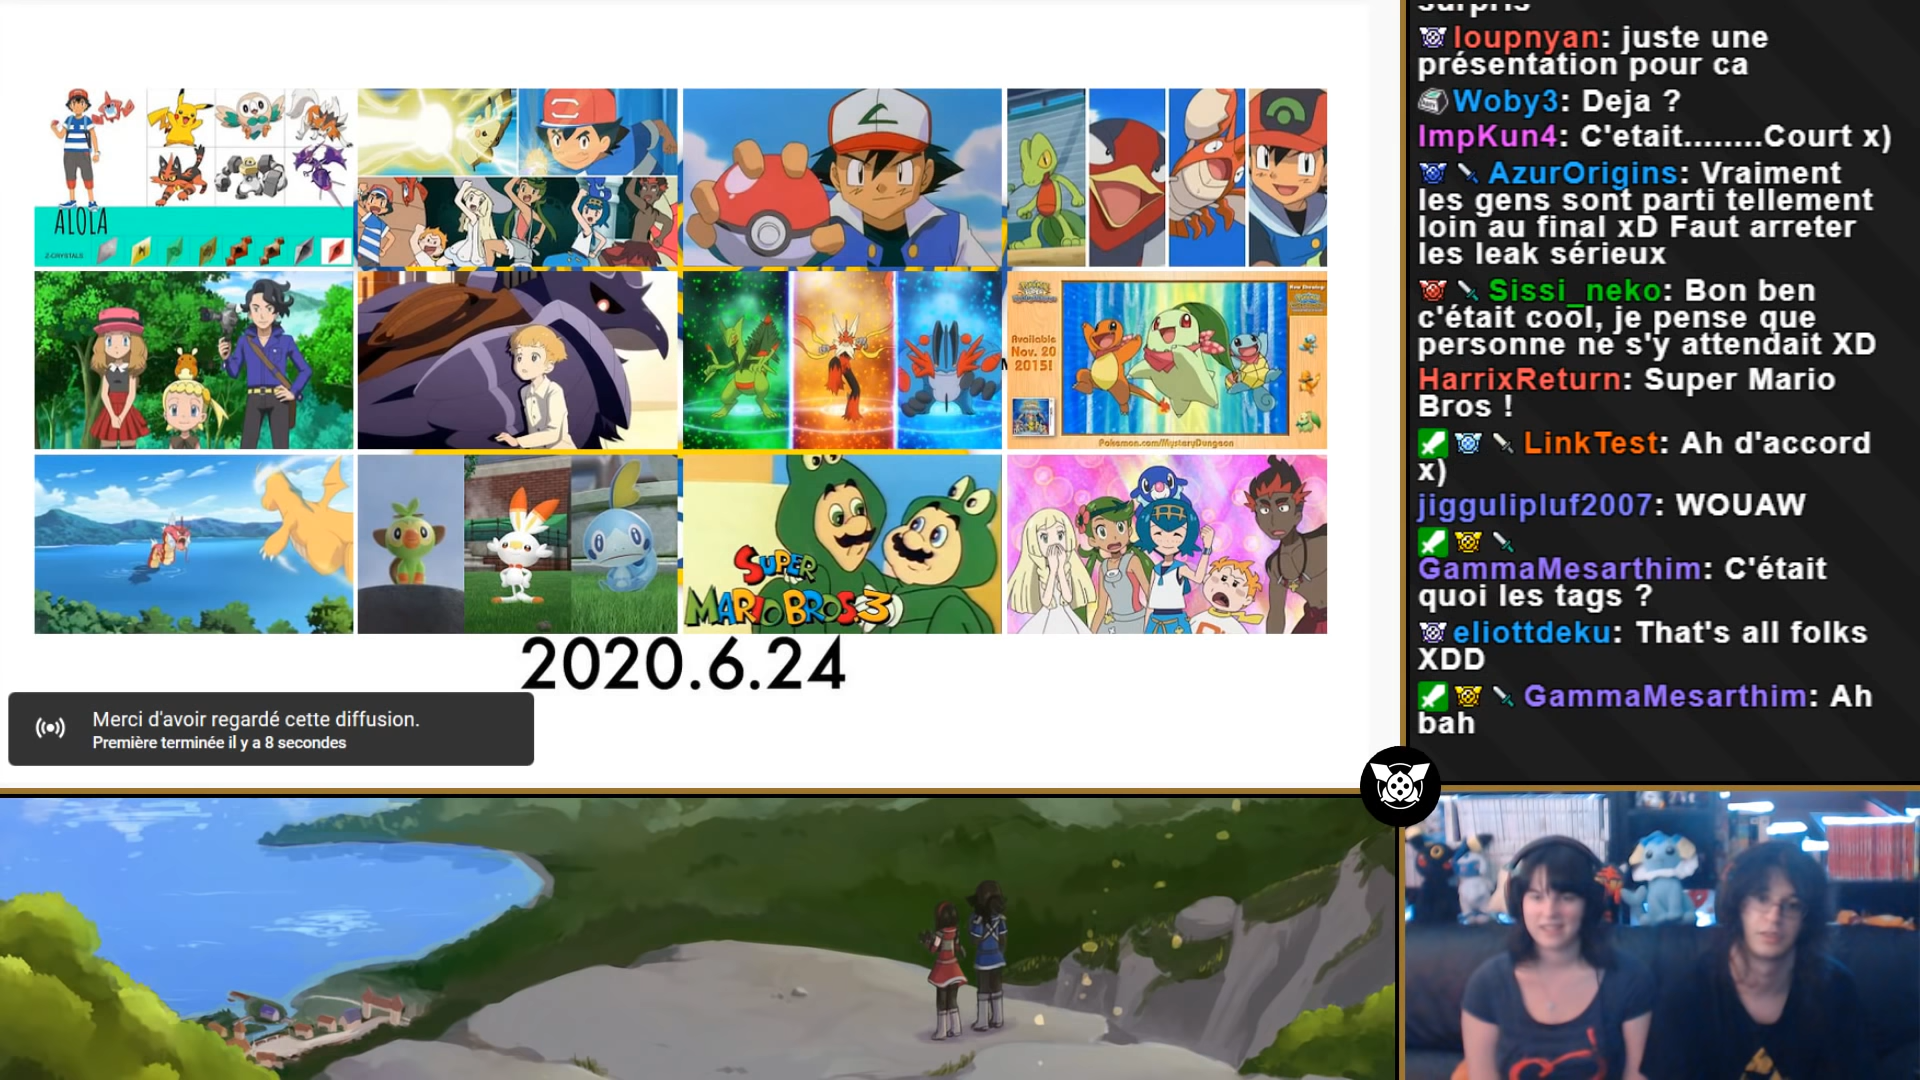 ALOLA
Z-CRYSTALS
Available
Nov. 20
2015!
Pokemon.com/MysteryDungeon
SUPER
MARIO BROS. 3
2020.6.24
Merci d'avoir regardé cette diffusion.
Première terminée il y a 8 secondes
surpris
loupnyan: juste une
présentation pour ca
Woby3: Deja ?
ImpKun4: C'etait........Court x)
AzurOrigins: Vraiment
les gens sont parti tellement
loin au final xD Faut arreter
les leak sérieux
Sissi_neko: Bon ben
c'était cool, je pense que
personne ne s'y attendait XD
HarrixReturn: Super Mario
Bros !
LinkTest: Ah d'accord
x)
jiggulipluf2007: WOUAW
GammaMesarthim: C'était
quoi les tags ?
eliottdeku: That's all folks
XDD
GammaMesarthim: Ah
bah